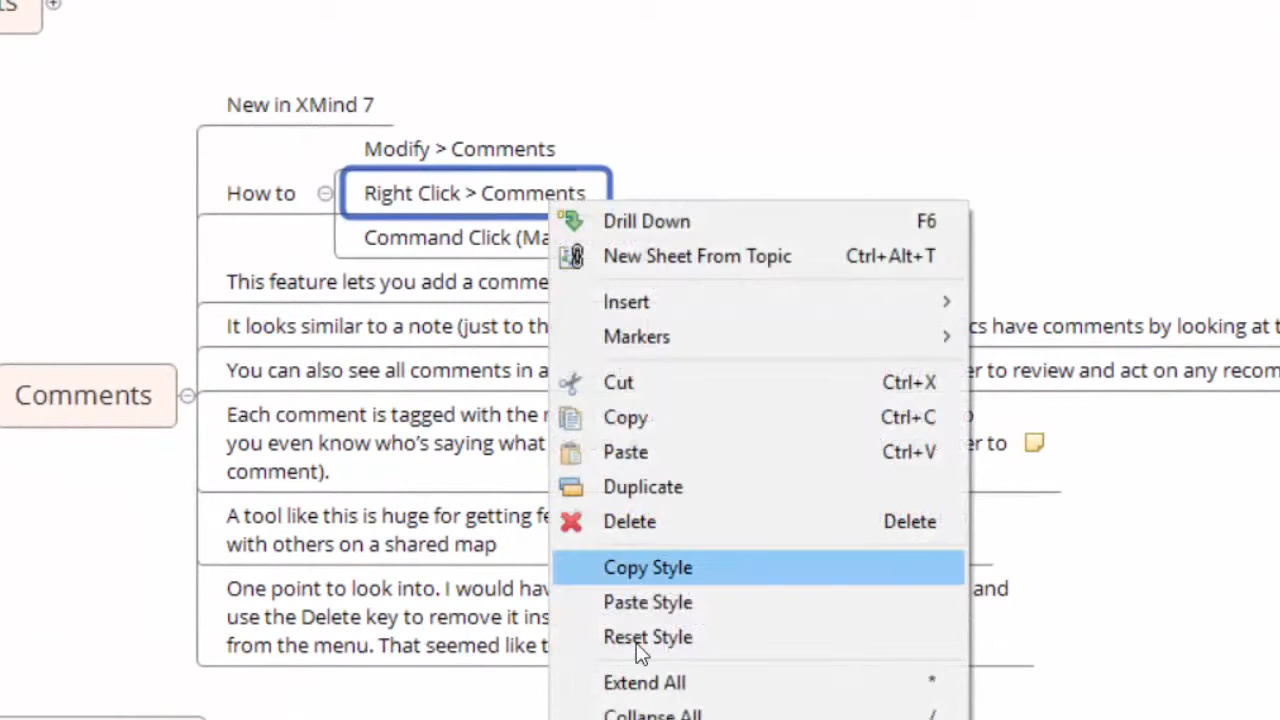 New in XMind 7
Modify > Comments
How to
Right Click > Comments
Command Click (Ma
This feature lets you add a comme
It looks similar to a note (just to th
cs have comments by looking at t
You can also see all comments in a
er to review and act on any recom
Comments
Each comment is tagged with the
you even know who's saying what
er to
comment).
A tool like this is huge for getting fe
with others on a shared map
One point to look into. I would hav
and
use the Delete key to remove it ins
from the menu. That seemed like t
Drill Down F6
New Sheet From Topic Ctrl+Alt+T
Insert
Markers
Cut Ctrl+X
Copy Ctrl+C
Paste Ctrl+V
Duplicate
Delete Delete
Copy Style
Paste Style
Reset Style
Extend All *
Collapse All /